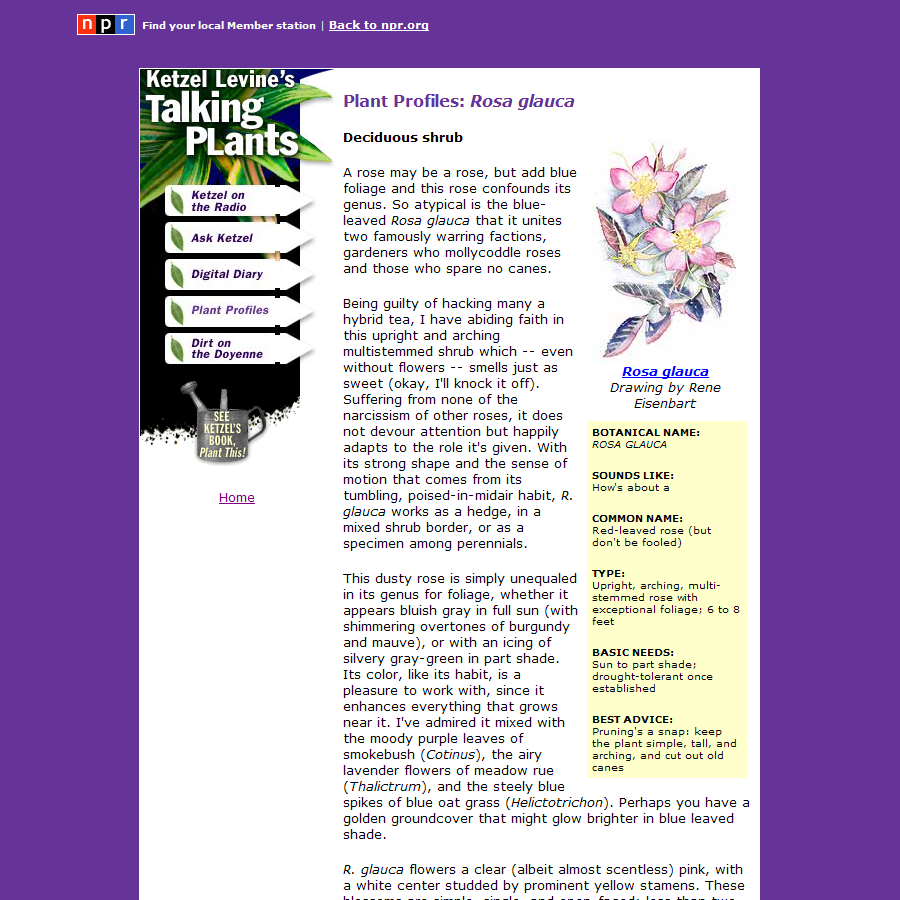 npr Find your local Member station | Back to npr.org
Ketzel Levine's
Talking
PLants
Ketzel on
the Radio
Ask Ketzel
Digital Diary
Plant Profiles
Dirt on
the Doyenne
SEE
KETZEL'S
BOOK,
Plant This!
Home
Plant Profiles: Rosa glauca
Deciduous shrub
A rose may be a rose, but add blue
foliage and this rose confounds its
genus. So atypical is the blue-
leaved Rosa glauca that it unites
two famously warring factions,
gardeners who mollycoddle roses
and those who spare no canes.
Being guilty of hacking many a
hybrid tea, I have abiding faith in
this upright and arching
multistemmed shrub which -- even
without flowers -- smells just as
sweet (okay, I'll knock it off).
Suffering from none of the
narcissism of other roses, it does
not devour attention but happily
adapts to the role it's given. With
its strong shape and the sense of
motion that comes from its
tumbling, poised-in-midair habit, R.
glauca works as a hedge, in a
mixed shrub border, or as a
specimen among perennials.
This dusty rose is simply unequaled
in its genus for foliage, whether it
appears bluish gray in full sun (with
shimmering overtones of burgundy
and mauve), or with an icing of
silvery gray-green in part shade.
Its color, like its habit, is a
pleasure to work with, since it
enhances everything that grows
near it. I've admired it mixed with
the moody purple leaves of
smokebush (Cotinus), the airy
lavender flowers of meadow rue
(Thalictrum), and the steely blue
spikes of blue oat grass (Helictotrichon). Perhaps you have a
golden groundcover that might glow brighter in blue leaved
shade.
R. glauca flowers a clear (albeit almost scentless) pink, with
a white center studded by prominent yellow stamens. These
blossoms are simple, single, and open-faced; less than two
Rosa glauca
Drawing by Rene
Eisenbart
BOTANICAL NAME:
ROSA GLAUCA
SOUNDS LIKE:
How's about a
COMMON NAME:
Red-leaved rose (but
don't be fooled)
TYPE:
Upright, arching, multi-
stemmed rose with
exceptional foliage; 6 to 8
feet
BASIC NEEDS:
Sun to part shade;
drought-tolerant once
established
BEST ADVICE:
Pruning's a snap: keep
the plant simple, tall, and
arching, and cut out old
canes